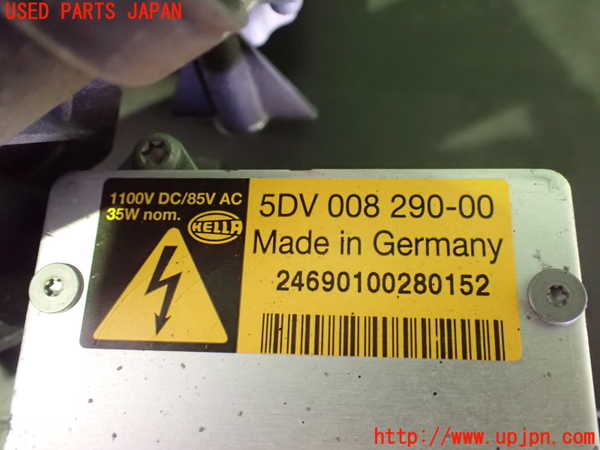 USED PARTS JAPAN
1100V DC/85V AC
35W nom.
HELLA
5DV 008 290-00
Made in Germany
24690100280152
http://www.upjpn.com/